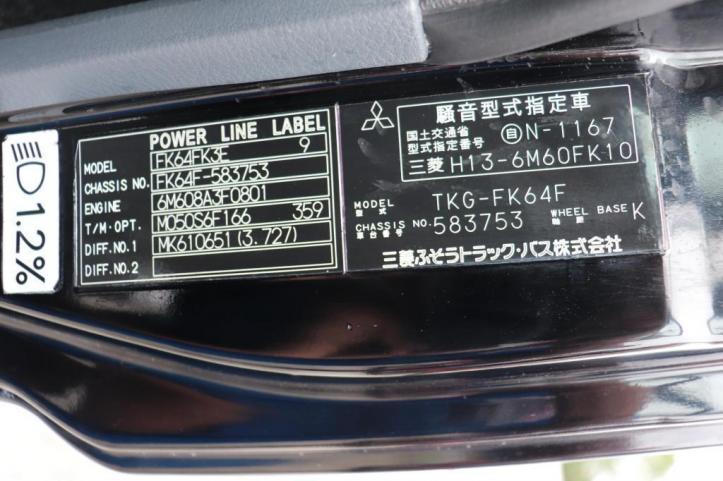 1.2%
POWER LINE LABEL
MODEL FK64FK3E 9
CHASSIS NO. FK64F-583753
ENGINE 6M608A3F0801
T/M·OPT. M050S6F166 359
DIFF.NO.1 MK610651 (3.727)
DIFF.NO.2
騒音型式指定車
国土交通省
型式指定番号 自N-1167
三菱 H13-6M60FK10
MODEL TKG-FK64F
CHASSIS NO. 583753 WHEEL BASE K
車台番号 軸距
三菱ふそうトラック・バス株式会社